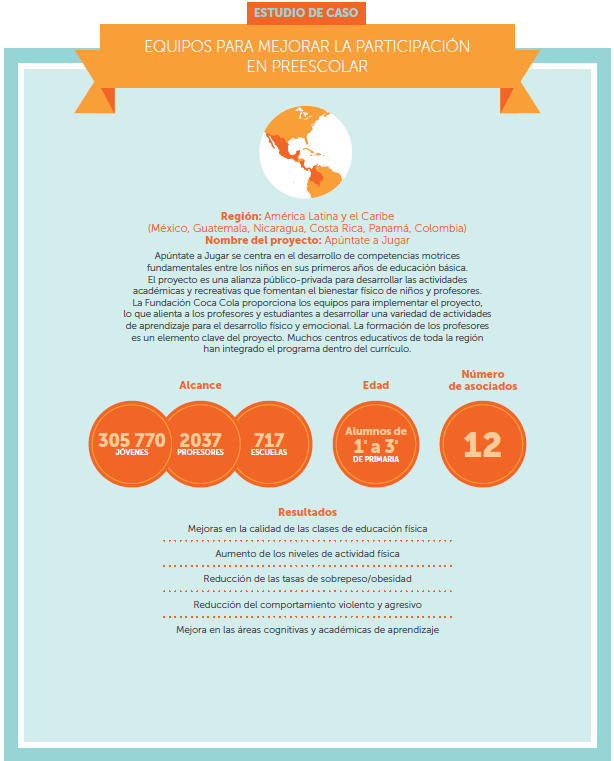 ESTUDIO DE CASO
EQUIPOS PARA MEJORAR LA PARTICIPACIÓN
EN PREESCOLAR
Región: América Latina y el Caribe
(México, Guatemala, Nicaragua, Costa Rica, Panamá, Colombia)
Nombre del proyecto: Apúntate a Jugar
Apúntate a Jugar se centra en el desarrollo de competencias motrices
fundamentales entre los niños en sus primeros años de educación básica.
El proyecto es una alianza público-privada para desarrollar las actividades
académicas y recreativas que fomentan el bienestar físico de niños y profesores.
La Fundación Coca Cola proporciona los equipos para implementar el proyecto,
lo que alienta a los profesores y estudiantes a desarrollar una variedad de actividades
de aprendizaje para el desarrollo físico y emocional. La formación de los profesores
es un elemento clave del proyecto. Muchos centros educativos de toda la región
han integrado el programa dentro del currículo.
Alcance
305 770
JÓVENES
2037
PROFESORES
717
ESCUELAS
Edad
Alumnos de
1° a 3°
DE PRIMARIA
Número
de asociados
12
Resultados
Mejoras en la calidad de las clases de educación física
Aumento de los niveles de actividad física
Reducción de las tasas de sobrepeso/obesidad
Reducción del comportamiento violento y agresivo
Mejora en las áreas cognitivas y académicas de aprendizaje